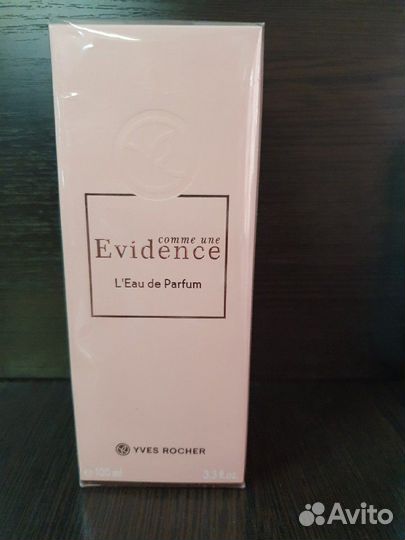 comme une
Evidence
L'Eau de Parfum
YVES ROCHER
e 100 ml 3.3 fl.oz.
Avito